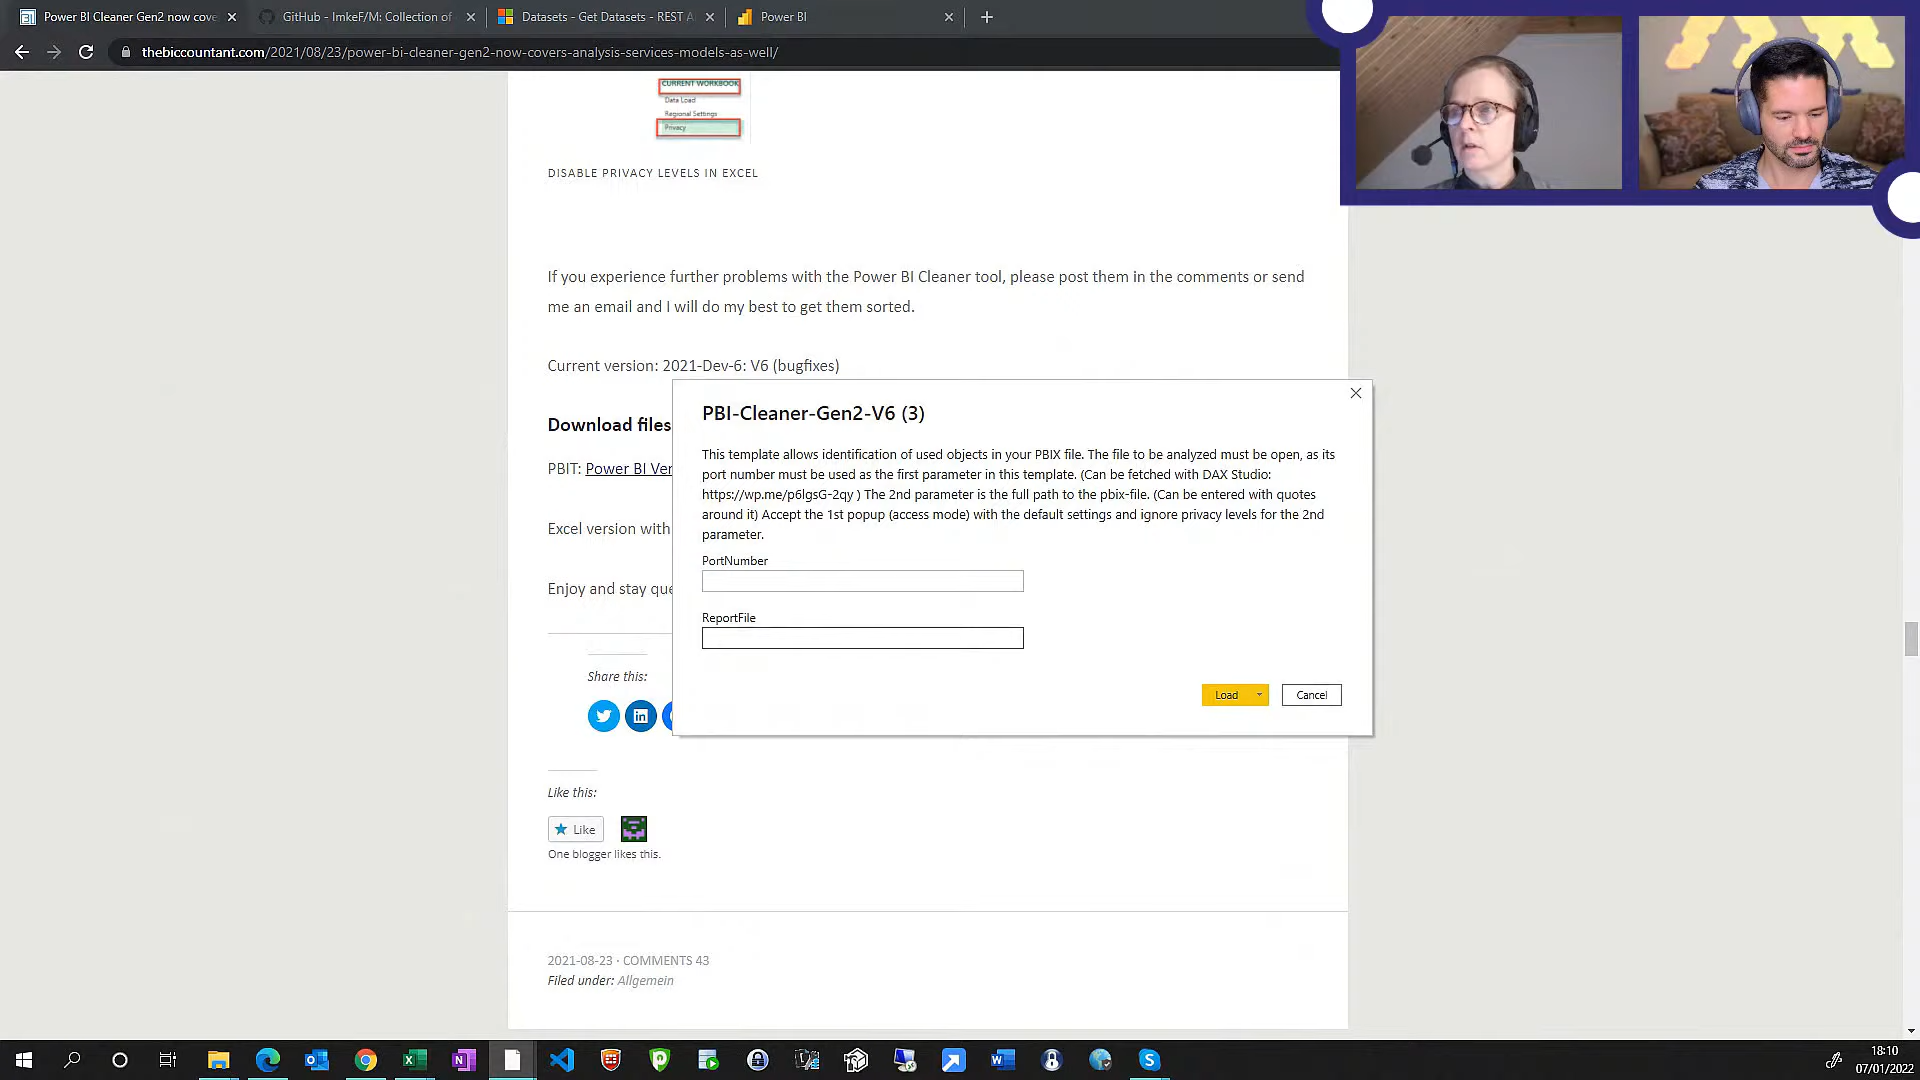 Power BI Cleaner Gen2 now cove
GitHub - ImkeF/M: Collection of
Datasets - Get Datasets - REST A
Power BI
thebiccountant.com/2021/08/23/power-bi-cleaner-gen2-now-covers-analysis-services-models-as-well/
CURRENT WORKBOOK
Data Load
Regional Settings
Privacy
DISABLE PRIVACY LEVELS IN EXCEL
If you experience further problems with the Power BI Cleaner tool, please post them in the comments or send
me an email and I will do my best to get them sorted.
Current version: 2021-Dev-6: V6 (bugfixes)
Download files
PBIT: Power BI Ver
Excel version with
Enjoy and stay que
PBI-Cleaner-Gen2-V6 (3)
This template allows identification of used objects in your PBIX file. The file to be analyzed must be open, as its
port number must be used as the first parameter in this template. (Can be fetched with DAX Studio:
https://wp.me/p6lgsG-2qy ) The 2nd parameter is the full path to the pbix-file. (Can be entered with quotes
around it) Accept the 1st popup (access mode) with the default settings and ignore privacy levels for the 2nd
parameter.
PortNumber
ReportFile
Load
Cancel
Share this:
Like this:
Like
One blogger likes this.
2021-08-23 · COMMENTS 43
Filed under: Allgemein
18:10
07/01/2022